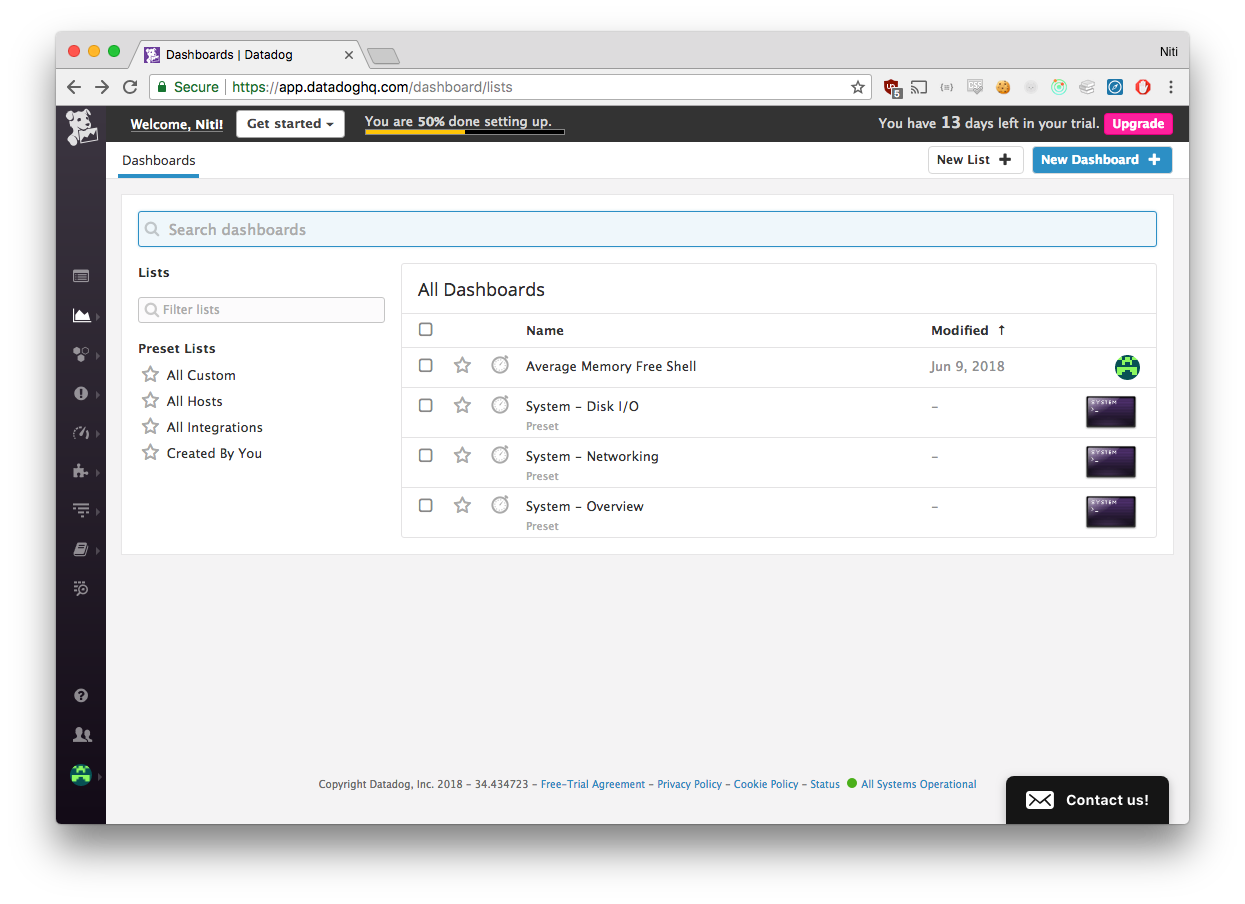 Dashboards | Datadog
Niti
Secure https://app.datadoghq.com/dashboard/lists
5
Welcome, Niti! Get started You are 50% done setting up. You have 13 days left in your trial. Upgrade
Dashboards New List + New Dashboard +
Search dashboards
Lists
Filter lists
Preset Lists
All Custom
All Hosts
All Integrations
Created By You
All Dashboards
Name Modified ↑
Average Memory Free Shell Jun 9, 2018
System – Disk I/O –
Preset
SYSTEM
>_
System – Networking –
Preset
SYSTEM
>_
System – Overview –
Preset
SYSTEM
>_
Copyright Datadog, Inc. 2018 – 34.434723 – Free-Trial Agreement – Privacy Policy – Cookie Policy – Status All Systems Operational
Contact us!